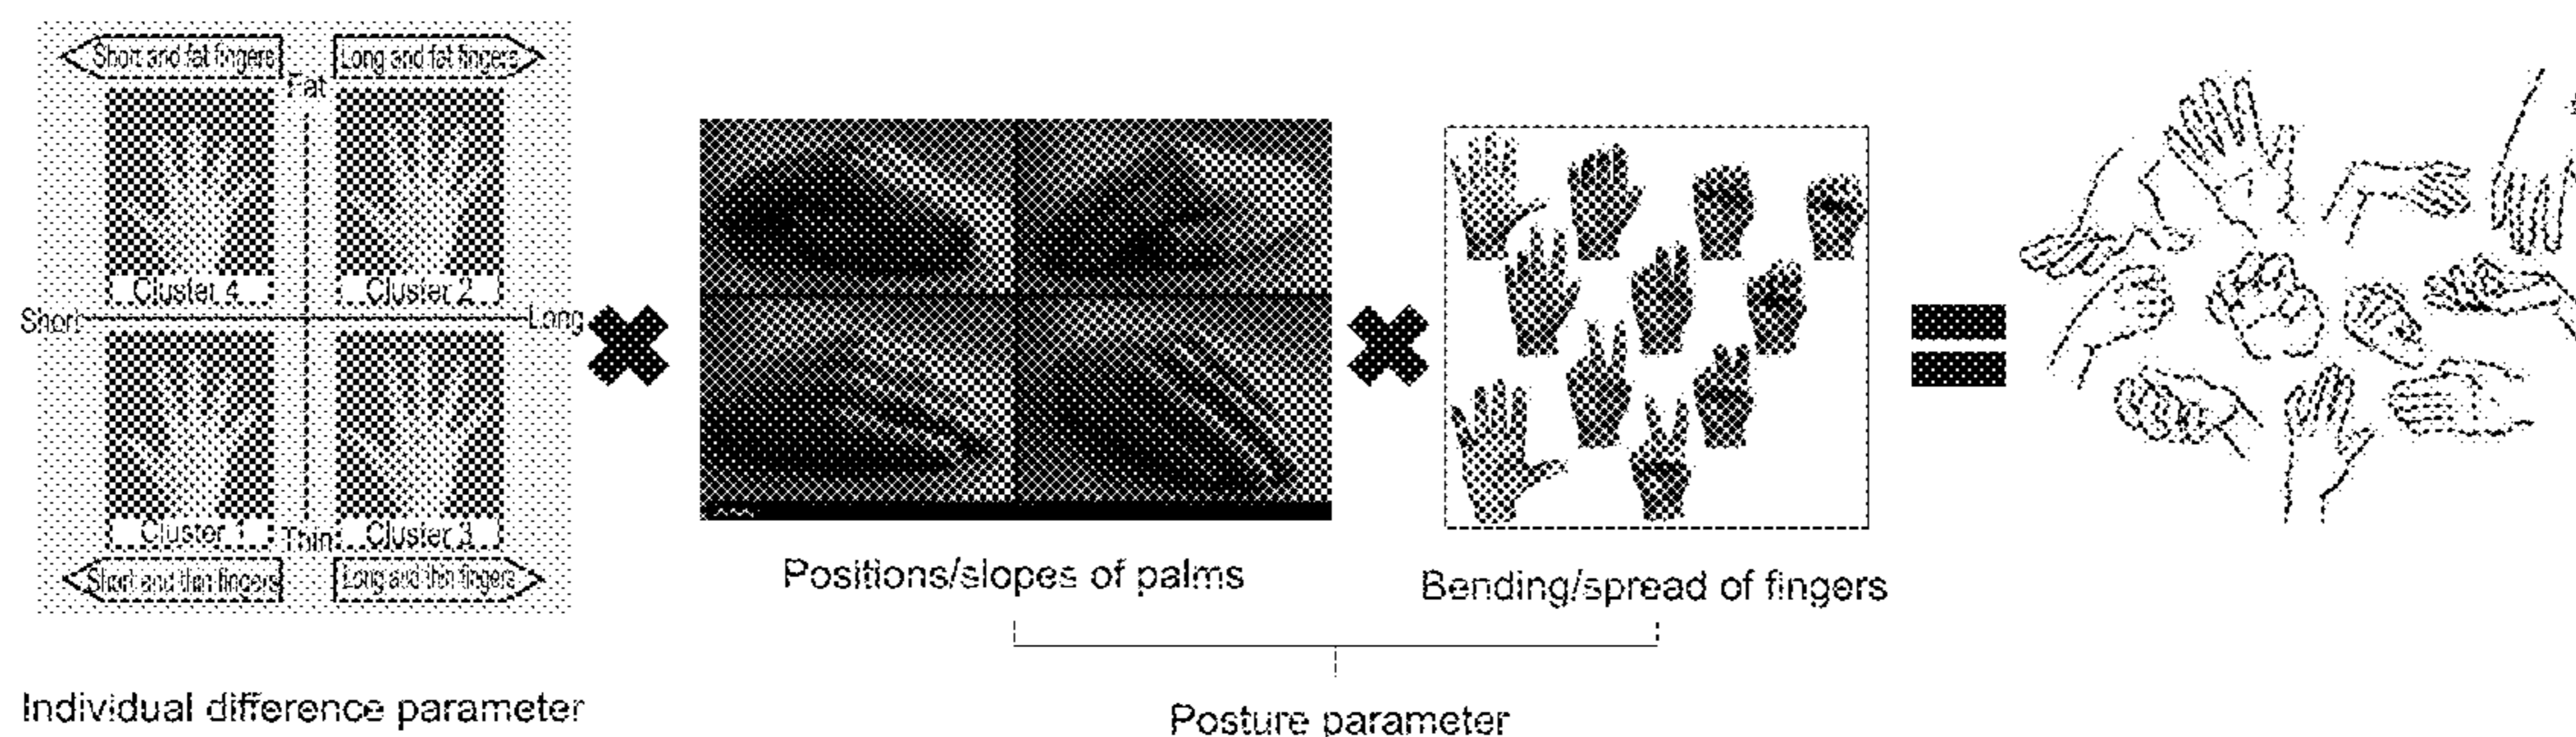 Short and fat fingers
Long and fat fingers
Fat
Cluster 4
Cluster 2
Short
Long
Cluster 1
Thin
Cluster 3
Short and thin fingers
Long and thin fingers
Positions/slopes of palms
Bending/spread of fingers
Individual difference parameter
Posture parameter